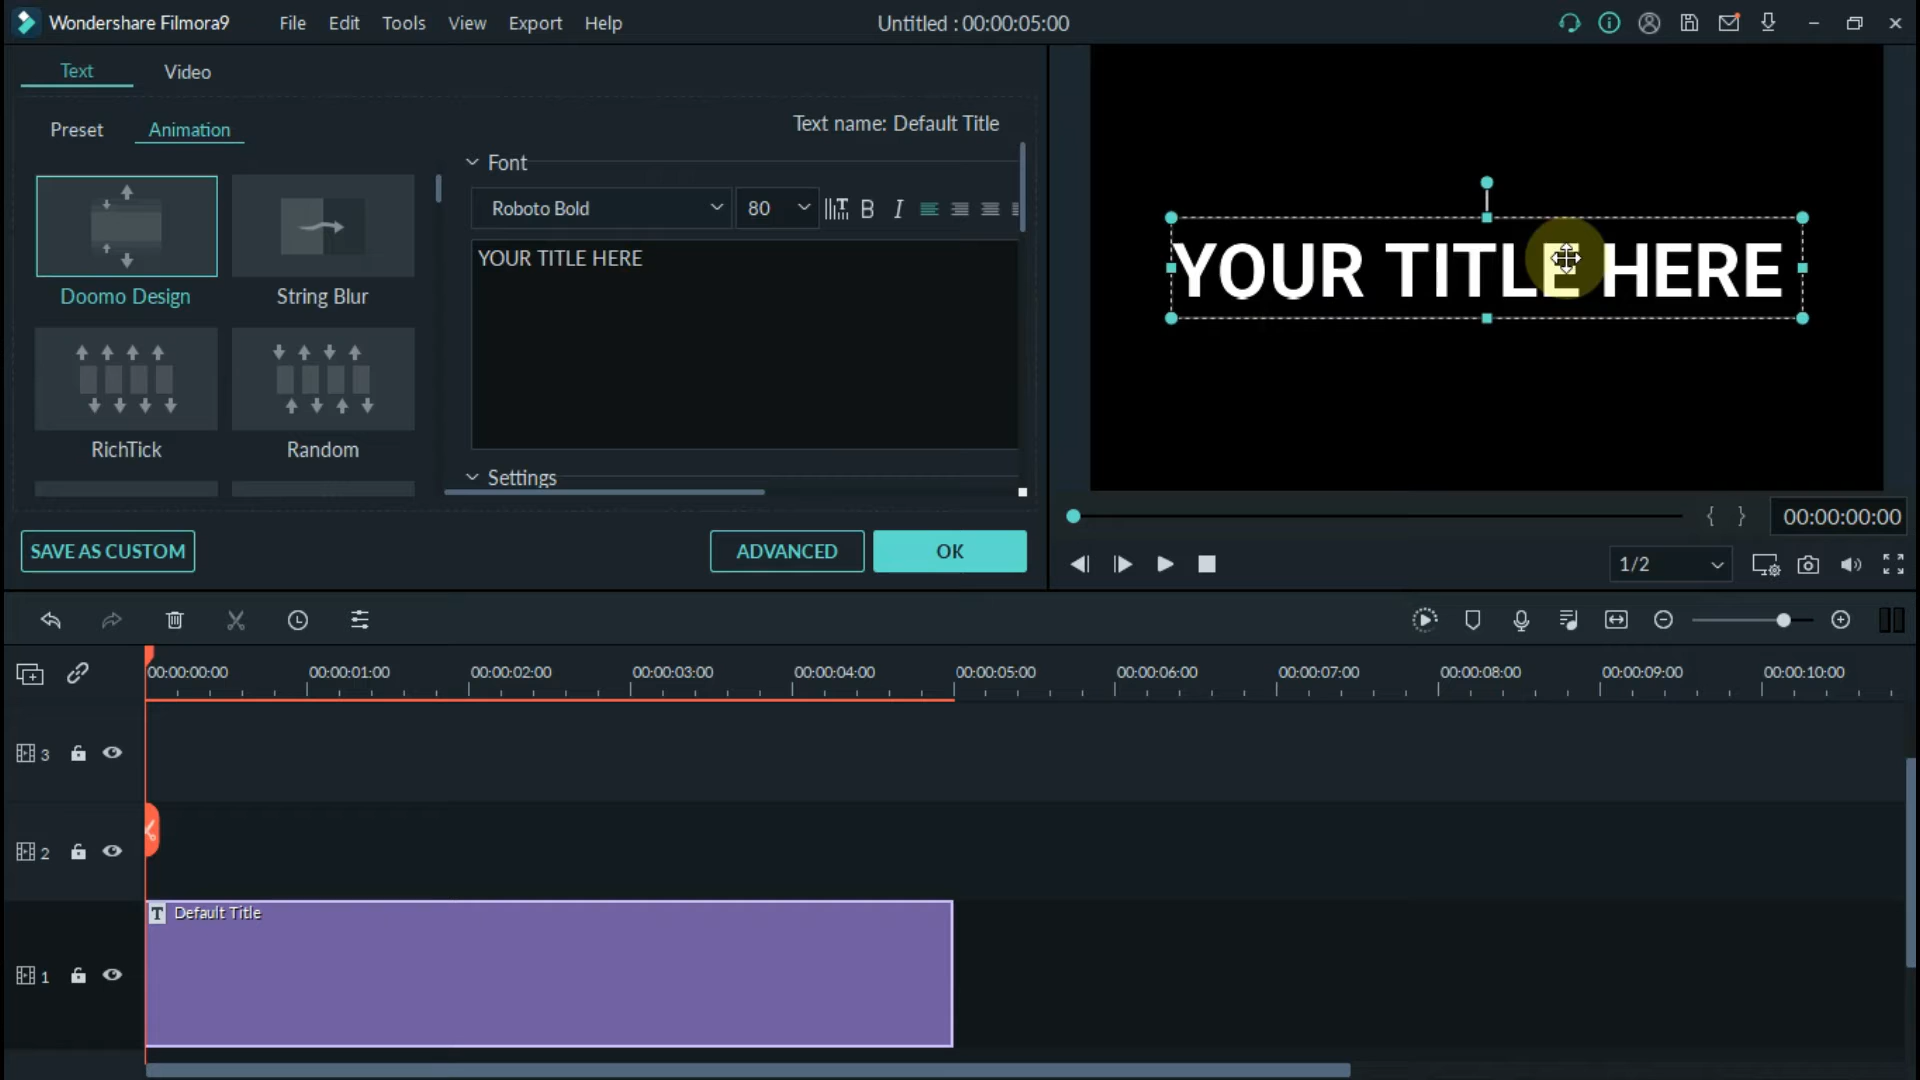 Wondershare Filmora9 File Edit Tools View Export Help Untitled : 00:00:05:00
Text Video
Preset Animation
Text name: Default Title
Font
Roboto Bold 80 B I
YOUR TITLE HERE
Doomo Design String Blur
RichTick Random
Settings
SAVE AS CUSTOM ADVANCED OK
YOUR TITLE HERE
{ } 00:00:00:00
1/2
00:00:00:00 00:00:01:00 00:00:02:00 00:00:03:00 00:00:04:00 00:00:05:00 00:00:06:00 00:00:07:00 00:00:08:00 00:00:09:00 00:00:10:00
3
2
T Default Title
1